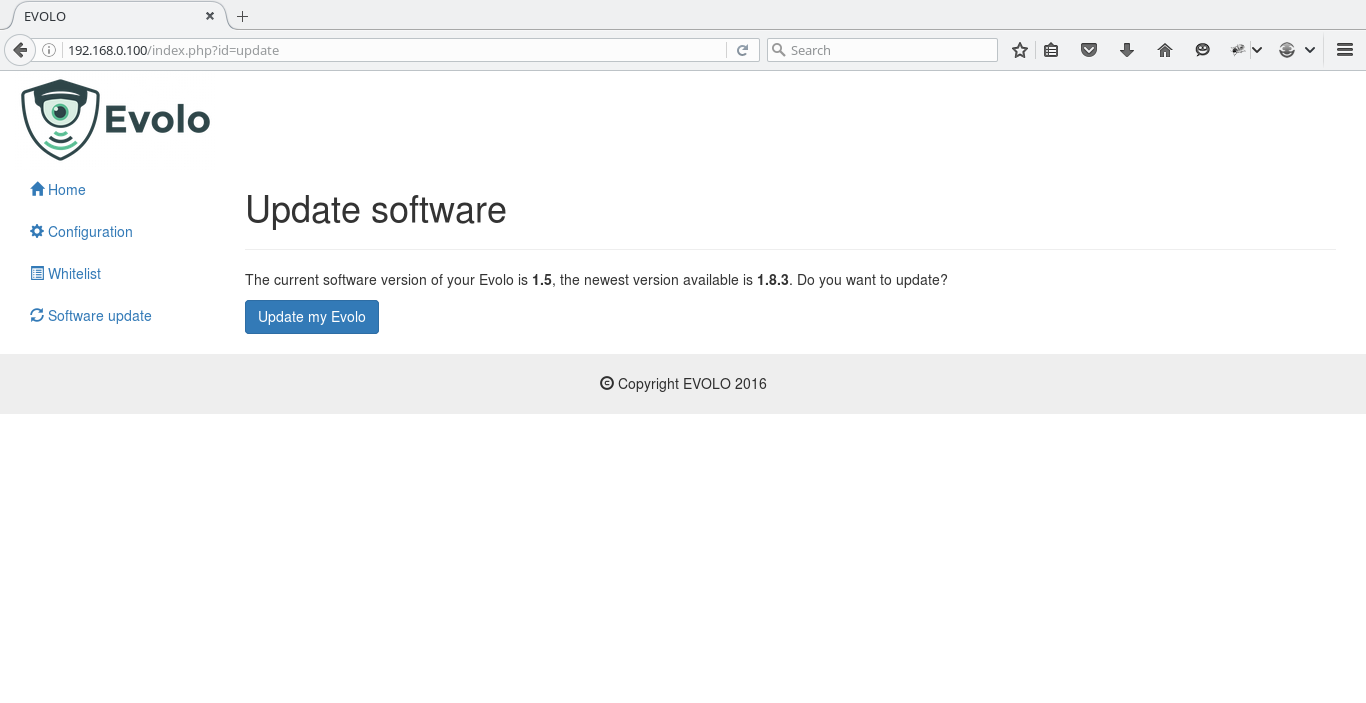 EVOLO
192.168.0.100/index.php?id=update
Search
Evolo
Home
Configuration
Whitelist
Software update
Update software
The current software version of your Evolo is 1.5, the newest version available is 1.8.3. Do you want to update?
Update my Evolo
© Copyright EVOLO 2016